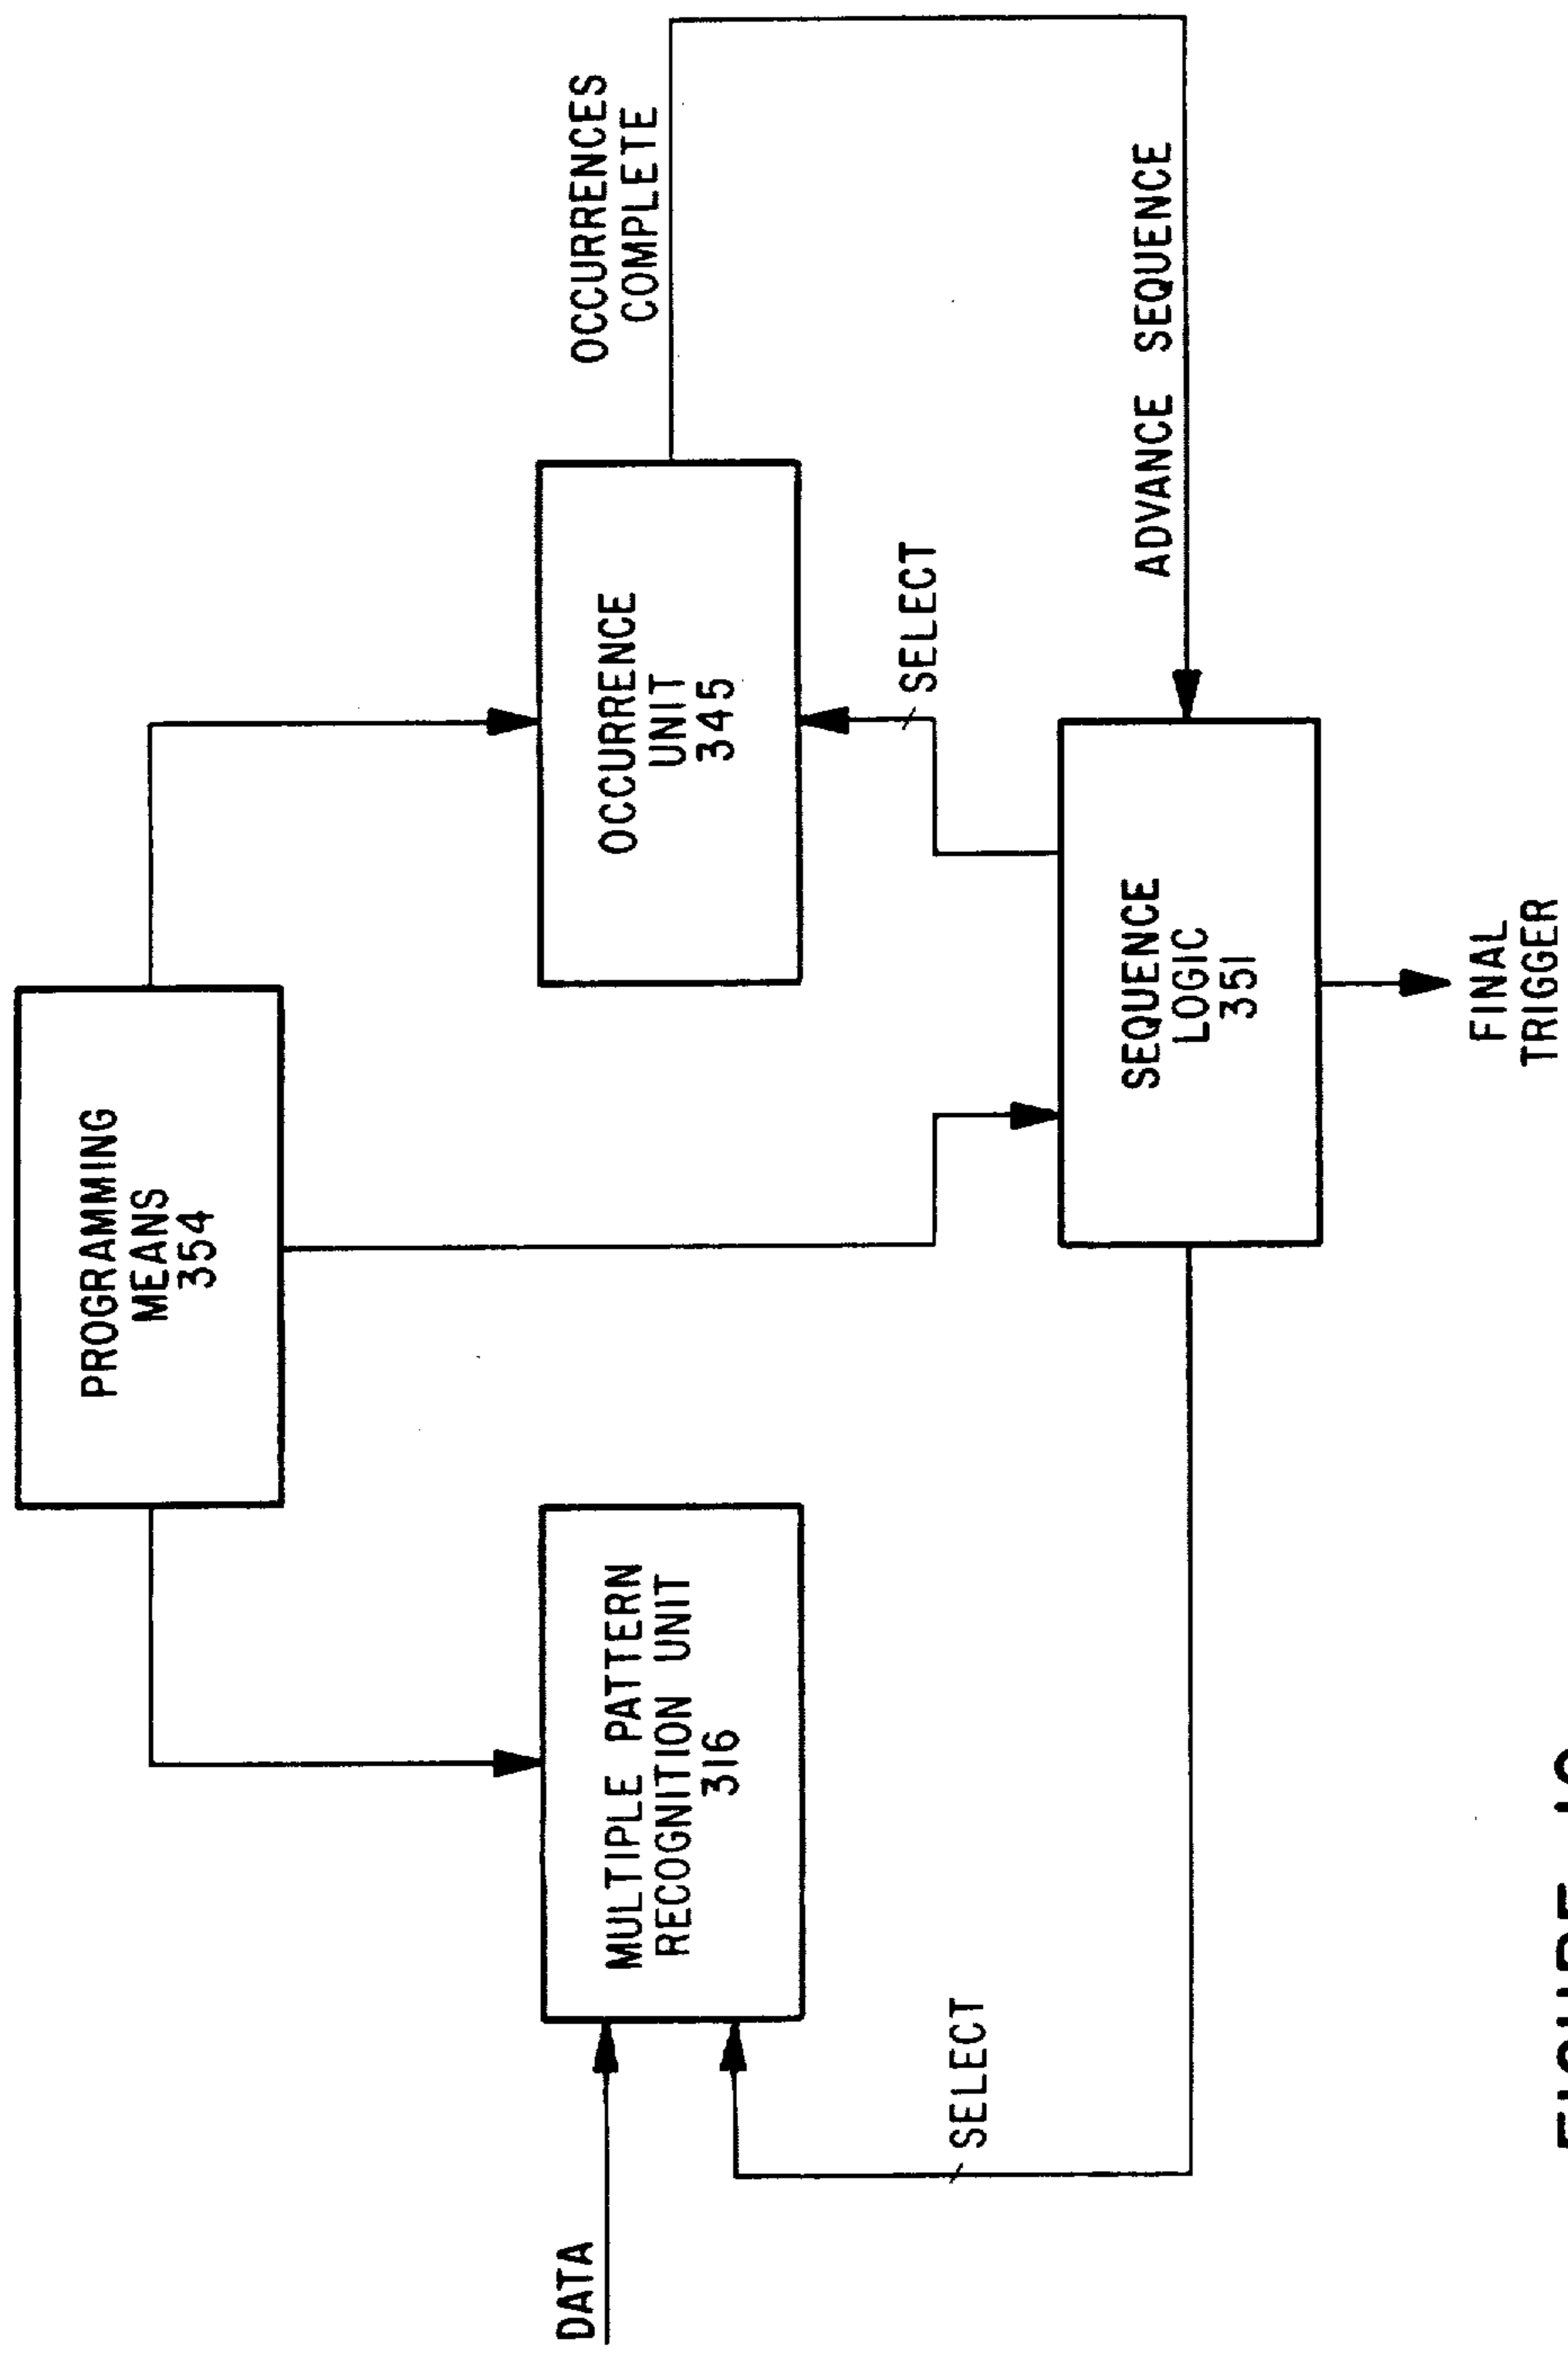 PROGRAMMING
MEANS
354
OCCURRENCES
COMPLETE
DATA
MULTIPLE PATTERN
RECOGNITION UNIT
316
OCCURRENCE
UNIT
345
SELECT
SELECT
ADVANCE SEQUENCE
SEQUENCE
LOGIC
351
FINAL
TRIGGER
FIGURE